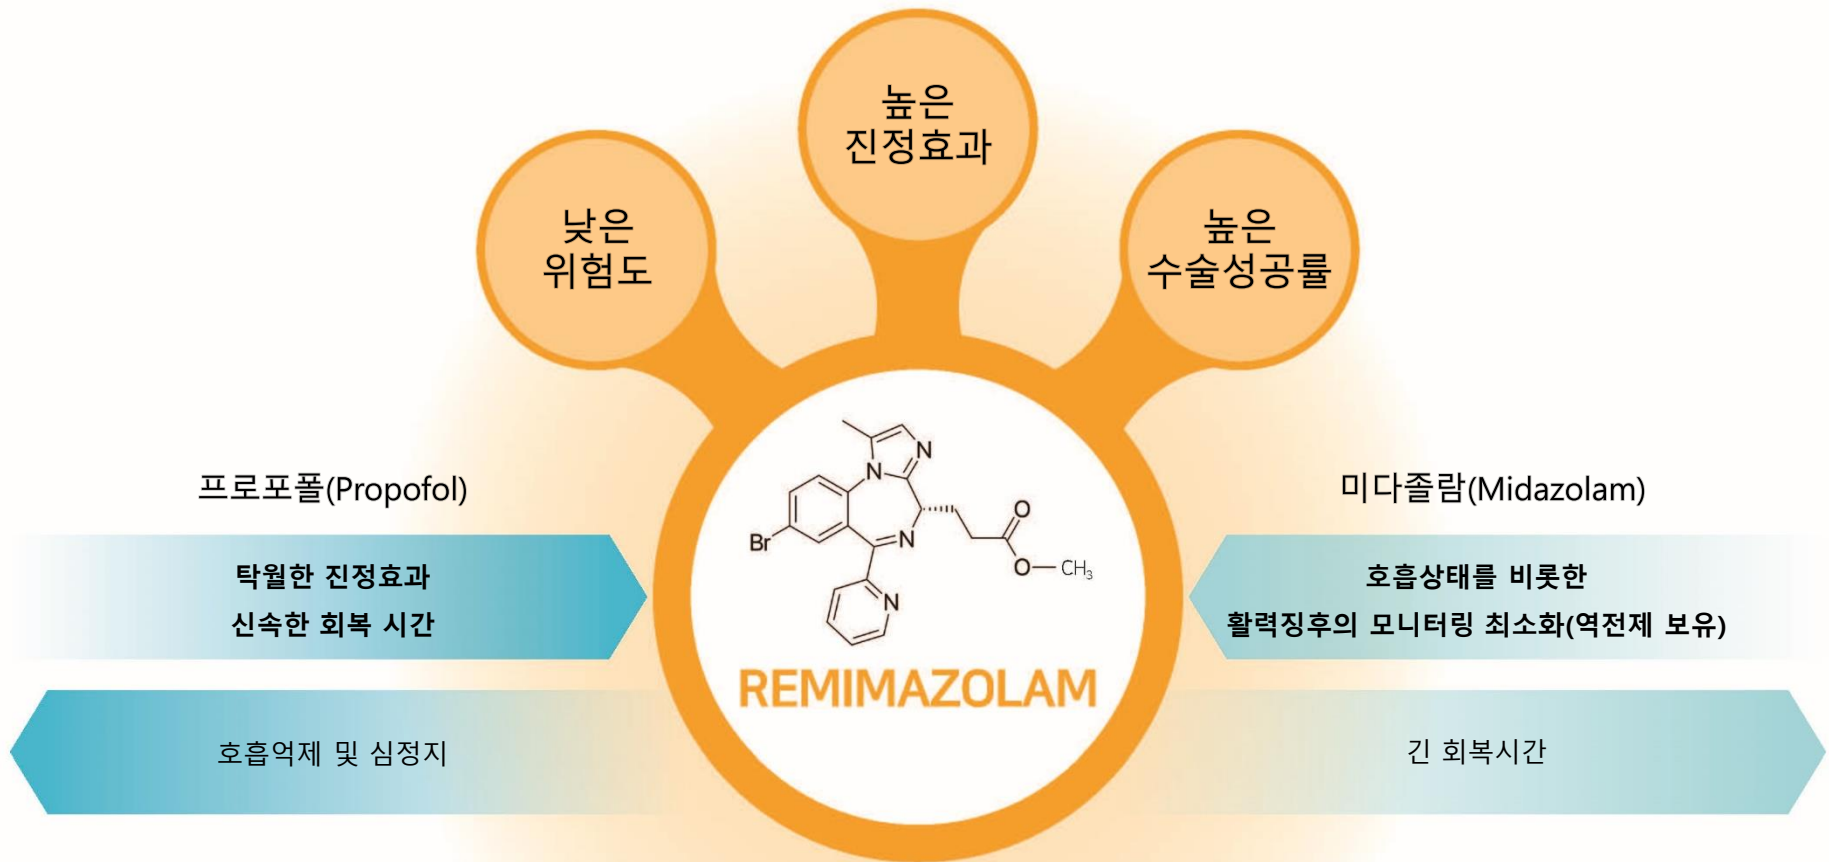 높은
진정효과
낮은
위험도
높은
수술성공률
프로포폴(Propofol)
탁월한 진정효과
신속한 회복 시간
호흡억제 및 심정지
N
N
Br
N
O
O
CH₃
N
REMIMAZOLAM
미다졸람(Midazolam)
호흡상태를 비롯한
활력징후의 모니터링 최소화(역전제 보유)
긴 회복시간